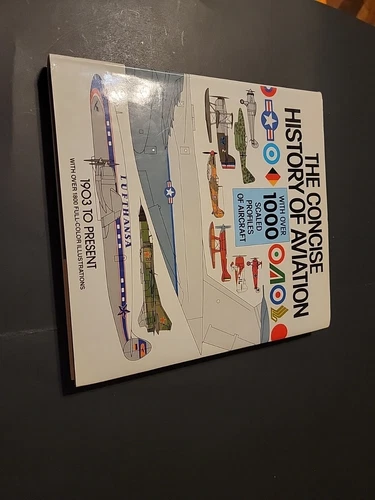 THE CONCISE
HISTORY OF AVIATION
WITH OVER
1000
SCALED
PROFILES
OF AIRCRAFT
LUFTHANSA
1903 TO PRESENT
WITH OVER 1800 FULL-COLOR ILLUSTRATIONS